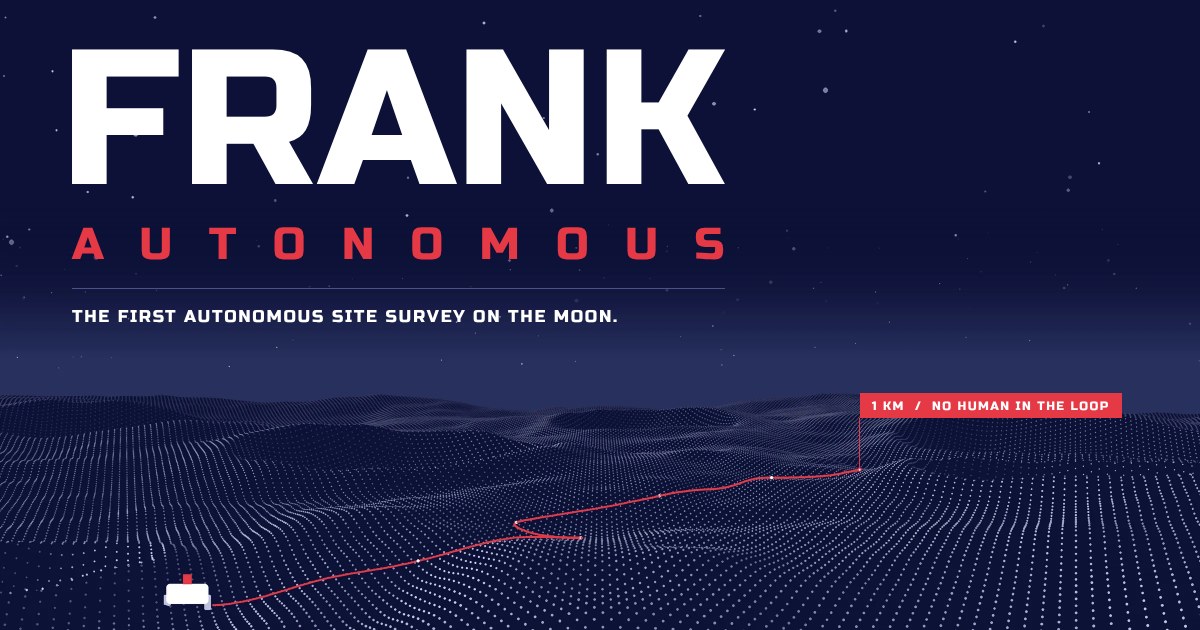 FRANK
AUTONOMOUS
THE FIRST AUTONOMOUS SITE SURVEY ON THE MOON.
1 KM / NO HUMAN IN THE LOOP